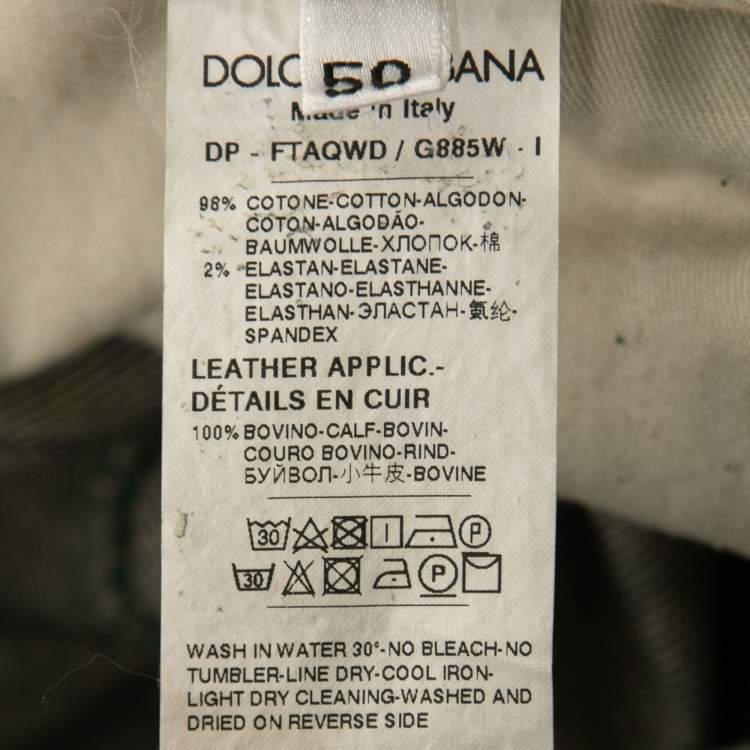 50
Made in Italy
DP - FTAQWD / G885W - I
98% COTONE-COTTON-ALGODON-
COTON-ALGODÃO-
BAUMWOLLE-ХЛОПОК-棉
2% ELASTAN-ELASTANE-
ELASTANO-ELASTHANNE-
ELASTHAN-ЭЛАСТАН-氨纶-
SPANDEX
LEATHER APPLIC.-
DÉTAILS EN CUIR
100% BOVINO-CALF-BOVIN-
COURO BOVINO-RIND-
БУЙВОЛ-小牛皮-BOVINE
30 P
30 P
WASH IN WATER 30°-NO BLEACH-NO
TUMBLER-LINE DRY-COOL IRON-
LIGHT DRY CLEANING-WASHED AND
DRIED ON REVERSE SIDE